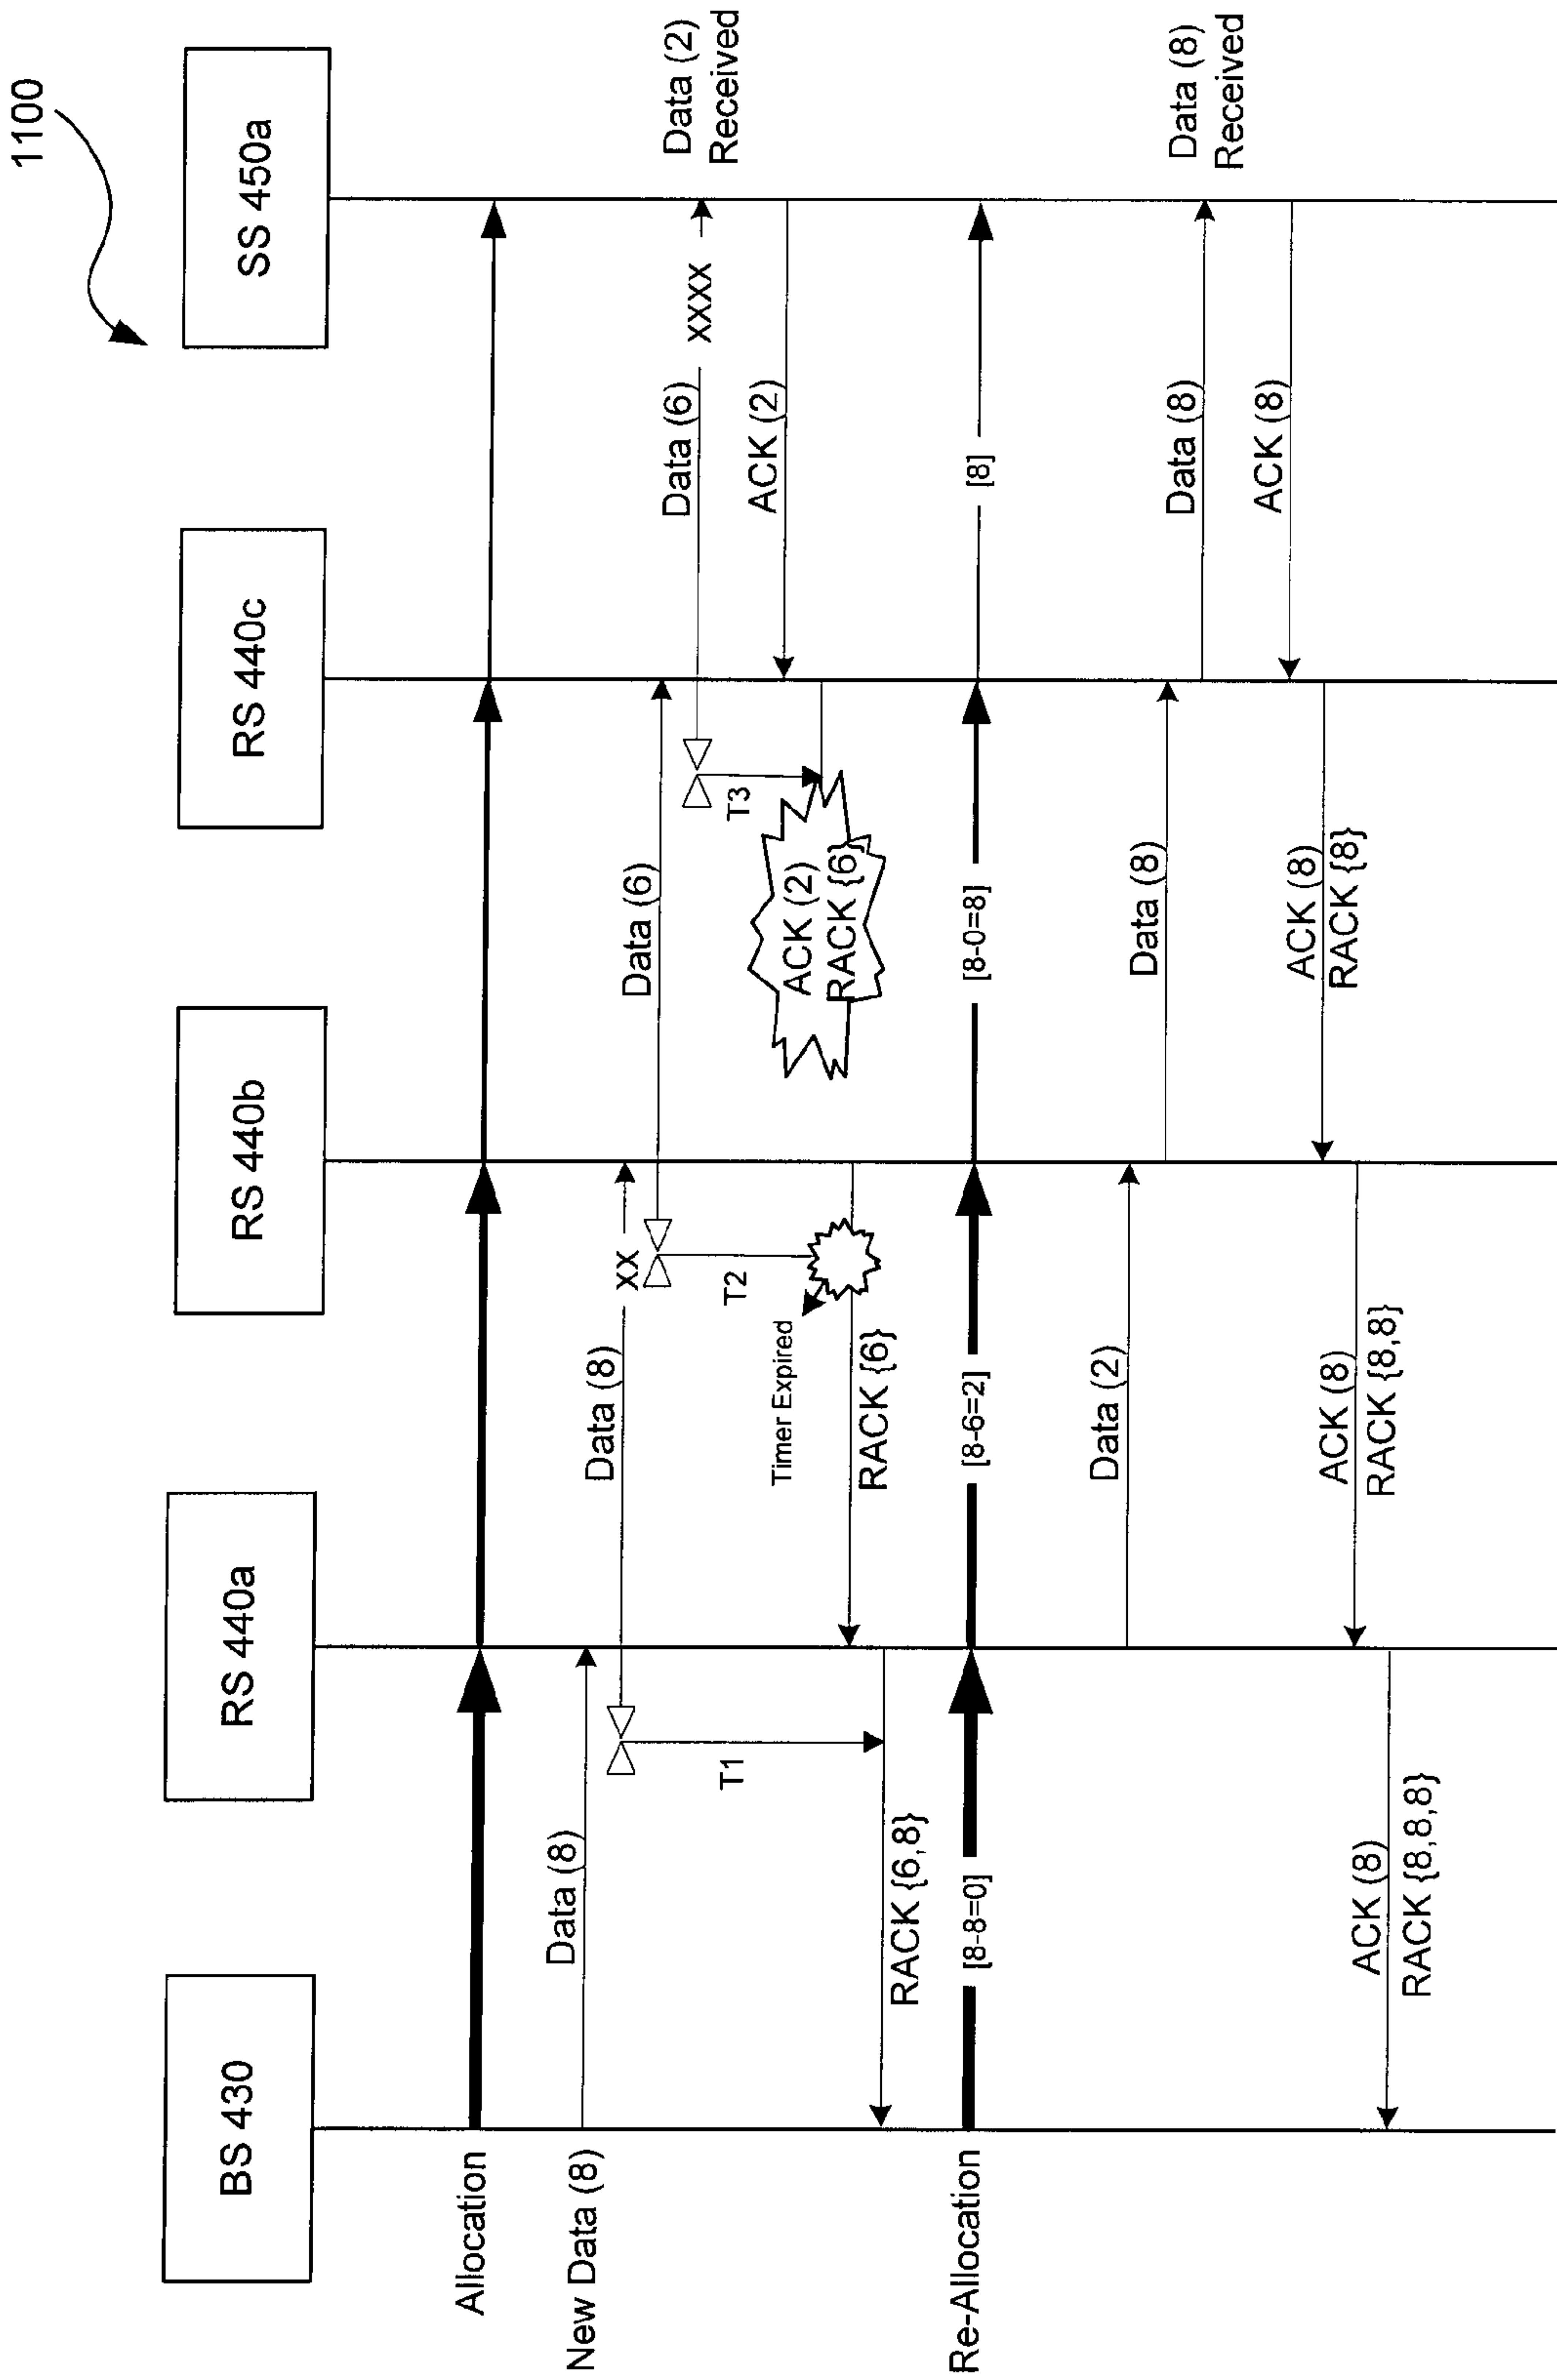 1100
BS 430
RS 440a
RS 440b
RS 440c
SS 450a
Allocation
New Data (8)
Data (8)
Data (8)
XX
Data (6)
Data (6)
XXXX
Data (2)
Received
T1
T2
T3
Timer Expired
ACK (2)
ACK (2)
RACK {6}
RACK {6}
RACK {6,8}
Re-Allocation
[8-8=0]
[8-6=2]
[8-0=8]
[8]
Data (2)
Data (8)
Data (8)
Data (8)
Received
ACK (8)
ACK (8)
RACK {8}
ACK (8)
RACK {8,8}
ACK (8)
RACK {8,8,8}